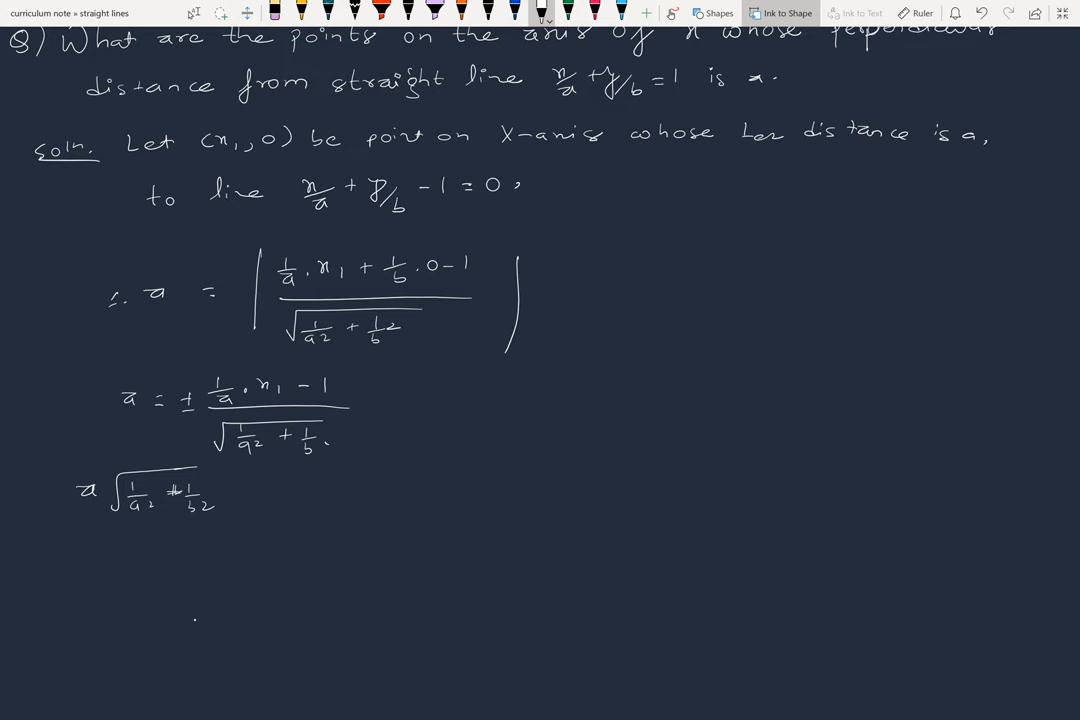 curriculum note » straight lines
Shapes Ink to Shape Ink to Text Ruler
Q) What are the points on the axis of x whose perpendicular
distance from straight line x/a + y/b = 1 is a.
Soln. Let (x₁, 0) be point on X-axis whose Ler distance is a,
to line x/a + y/b - 1 = 0,
∴ a = | (1/a . x₁ + 1/b . 0 - 1) / √(1/a² + 1/b²) |
a = ± (1/a . x₁ - 1) / √(1/a² + 1/b .)
a √(1/a² + 1/b²)